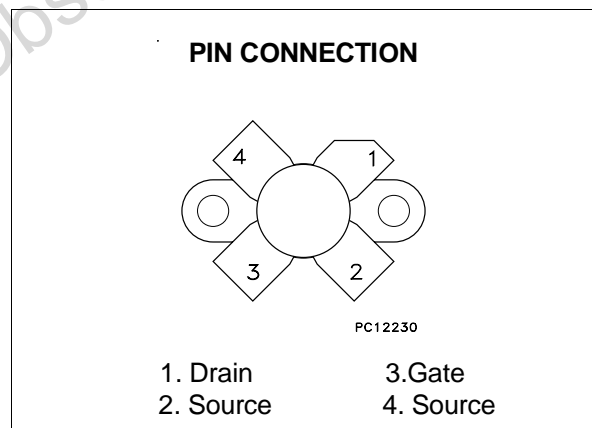 PIN CONNECTION
4
1
3
2
PC12230
1. Drain 3.Gate
2. Source 4. Source